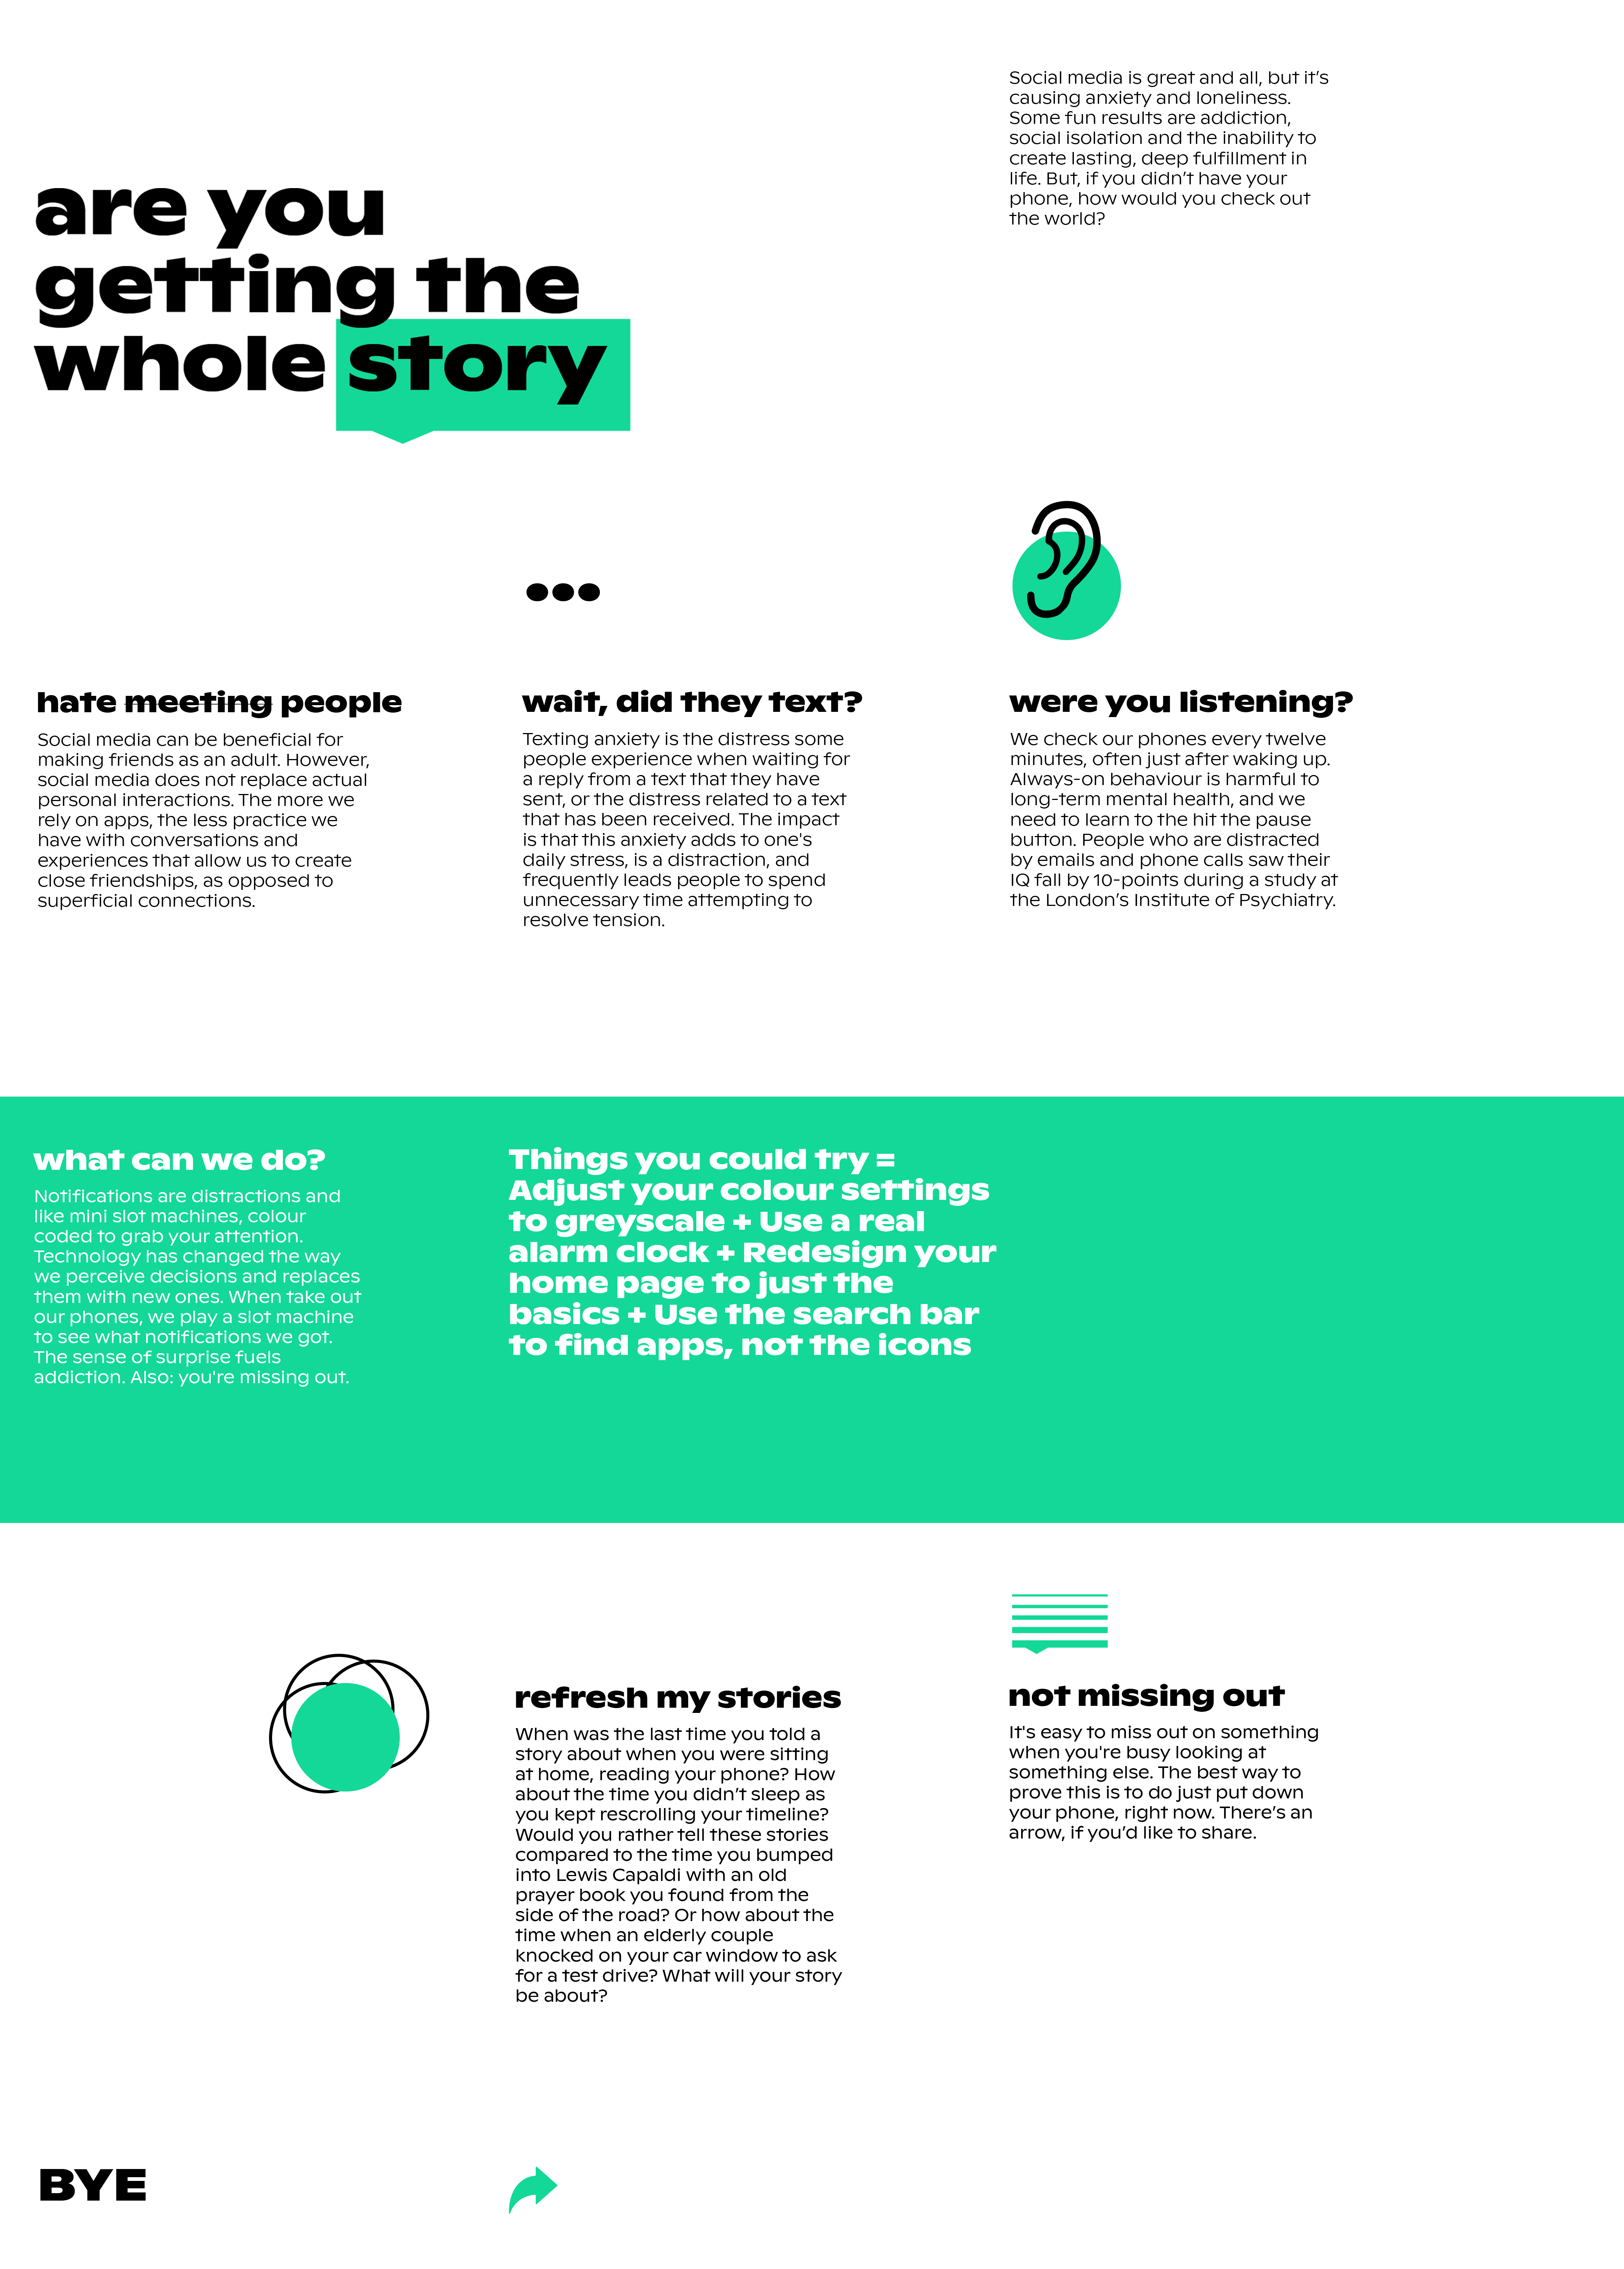 are you
getting the
whole story
Social media is great and all, but it’s
causing anxiety and loneliness.
Some fun results are addiction,
social isolation and the inability to
create lasting, deep fulfillment in
life. But, if you didn’t have your
phone, how would you check out
the world?
hate meeting people
Social media can be beneficial for
making friends as an adult. However,
social media does not replace actual
personal interactions. The more we
rely on apps, the less practice we
have with conversations and
experiences that allow us to create
close friendships, as opposed to
superficial connections.
wait, did they text?
Texting anxiety is the distress some
people experience when waiting for
a reply from a text that they have
sent, or the distress related to a text
that has been received. The impact
is that this anxiety adds to one's
daily stress, is a distraction, and
frequently leads people to spend
unnecessary time attempting to
resolve tension.
were you listening?
We check our phones every twelve
minutes, often just after waking up.
Always-on behaviour is harmful to
long-term mental health, and we
need to learn to the hit the pause
button. People who are distracted
by emails and phone calls saw their
IQ fall by 10-points during a study at
the London’s Institute of Psychiatry.
what can we do?
Notifications are distractions and
like mini slot machines, colour
coded to grab your attention.
Technology has changed the way
we perceive decisions and replaces
them with new ones. When take out
our phones, we play a slot machine
to see what notifications we got.
The sense of surprise fuels
addiction. Also: you're missing out.
Things you could try =
Adjust your colour settings
to greyscale + Use a real
alarm clock + Redesign your
home page to just the
basics + Use the search bar
to find apps, not the icons
refresh my stories
When was the last time you told a
story about when you were sitting
at home, reading your phone? How
about the time you didn’t sleep as
you kept rescrolling your timeline?
Would you rather tell these stories
compared to the time you bumped
into Lewis Capaldi with an old
prayer book you found from the
side of the road? Or how about the
time when an elderly couple
knocked on your car window to ask
for a test drive? What will your story
be about?
not missing out
It's easy to miss out on something
when you're busy looking at
something else. The best way to
prove this is to do just put down
your phone, right now. There’s an
arrow, if you’d like to share.
BYE